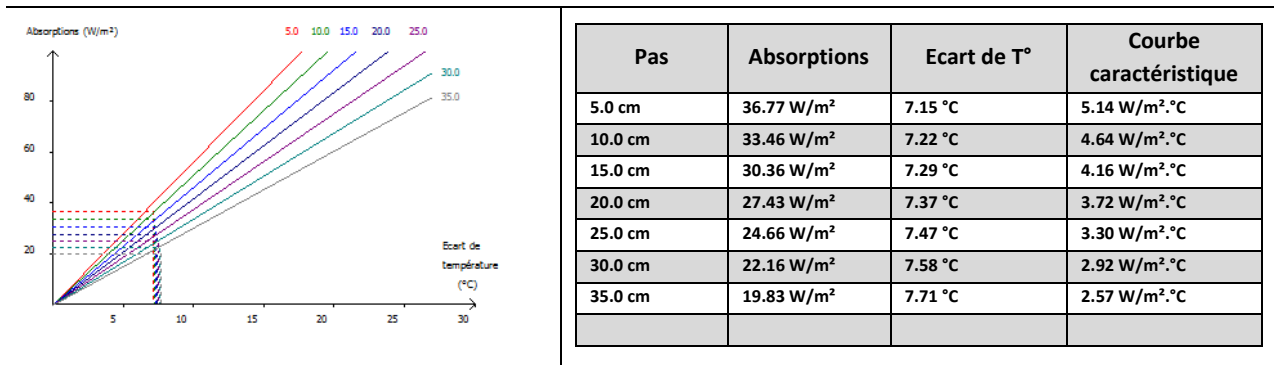 Absorptions (W/m²)
5.0 10.0 15.0 20.0 25.0
30.0
35.0
80
60
40
20
Ecart de
température
(°C)
5 10 15 20 25 30
Pas Absorptions Ecart de T° Courbe caractéristique
5.0 cm 36.77 W/m² 7.15 °C 5.14 W/m².°C
10.0 cm 33.46 W/m² 7.22 °C 4.64 W/m².°C
15.0 cm 30.36 W/m² 7.29 °C 4.16 W/m².°C
20.0 cm 27.43 W/m² 7.37 °C 3.72 W/m².°C
25.0 cm 24.66 W/m² 7.47 °C 3.30 W/m².°C
30.0 cm 22.16 W/m² 7.58 °C 2.92 W/m².°C
35.0 cm 19.83 W/m² 7.71 °C 2.57 W/m².°C